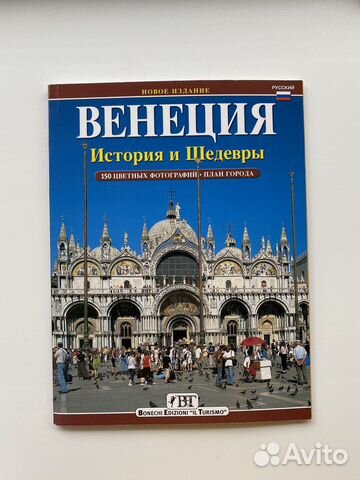 НОВОЕ ИЗДАНИЕ
РУССКИЙ
ВЕНЕЦИЯ
История и Шедевры
150 ЦВЕТНЫХ ФОТОГРАФИЙ • ПЛАН ГОРОДА
BT
BONECHI EDIZIONI "IL TURISMO"
Avito